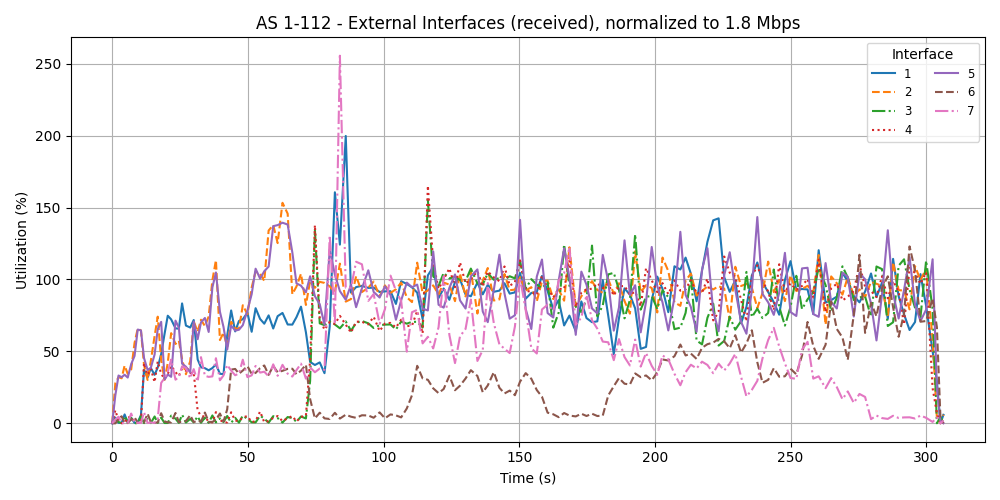 AS 1-112 - External Interfaces (received), normalized to 1.8 Mbps
Utilization (%)
250
200
150
100
50
0
0 50 100 150 200 250 300
Time (s)
Interface
1 5
2 6
3 7
4